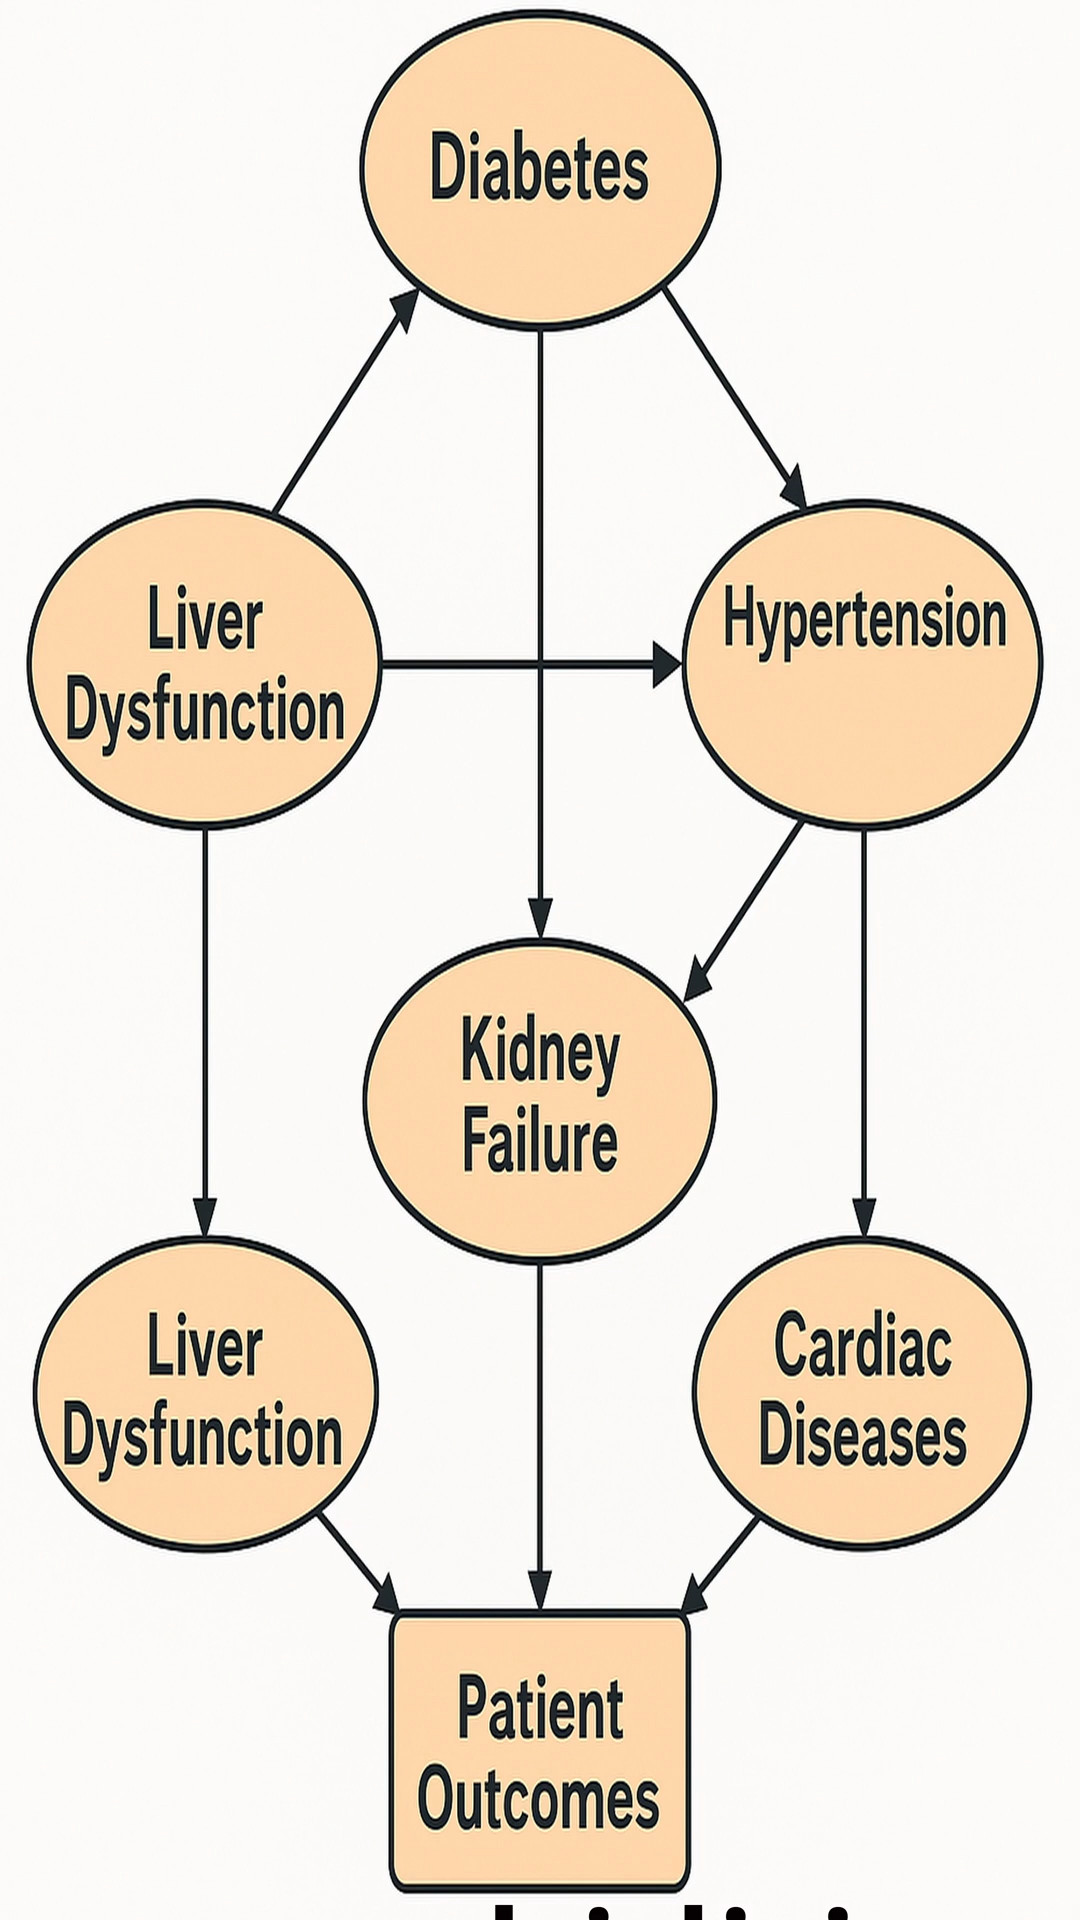 Diabetes
Liver
Dysfunction
Hypertension
Kidney
Failure
Liver
Dysfunction
Cardiac
Diseases
Patient
Outcomes